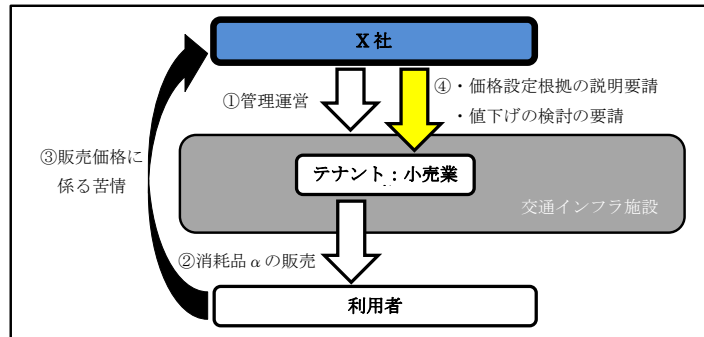 X社
①管理運営
④・価格設定根拠の説明要請
・値下げの検討の要請
③販売価格に
係る苦情
テナント:小売業
交通インフラ施設
②消耗品αの販売
利用者